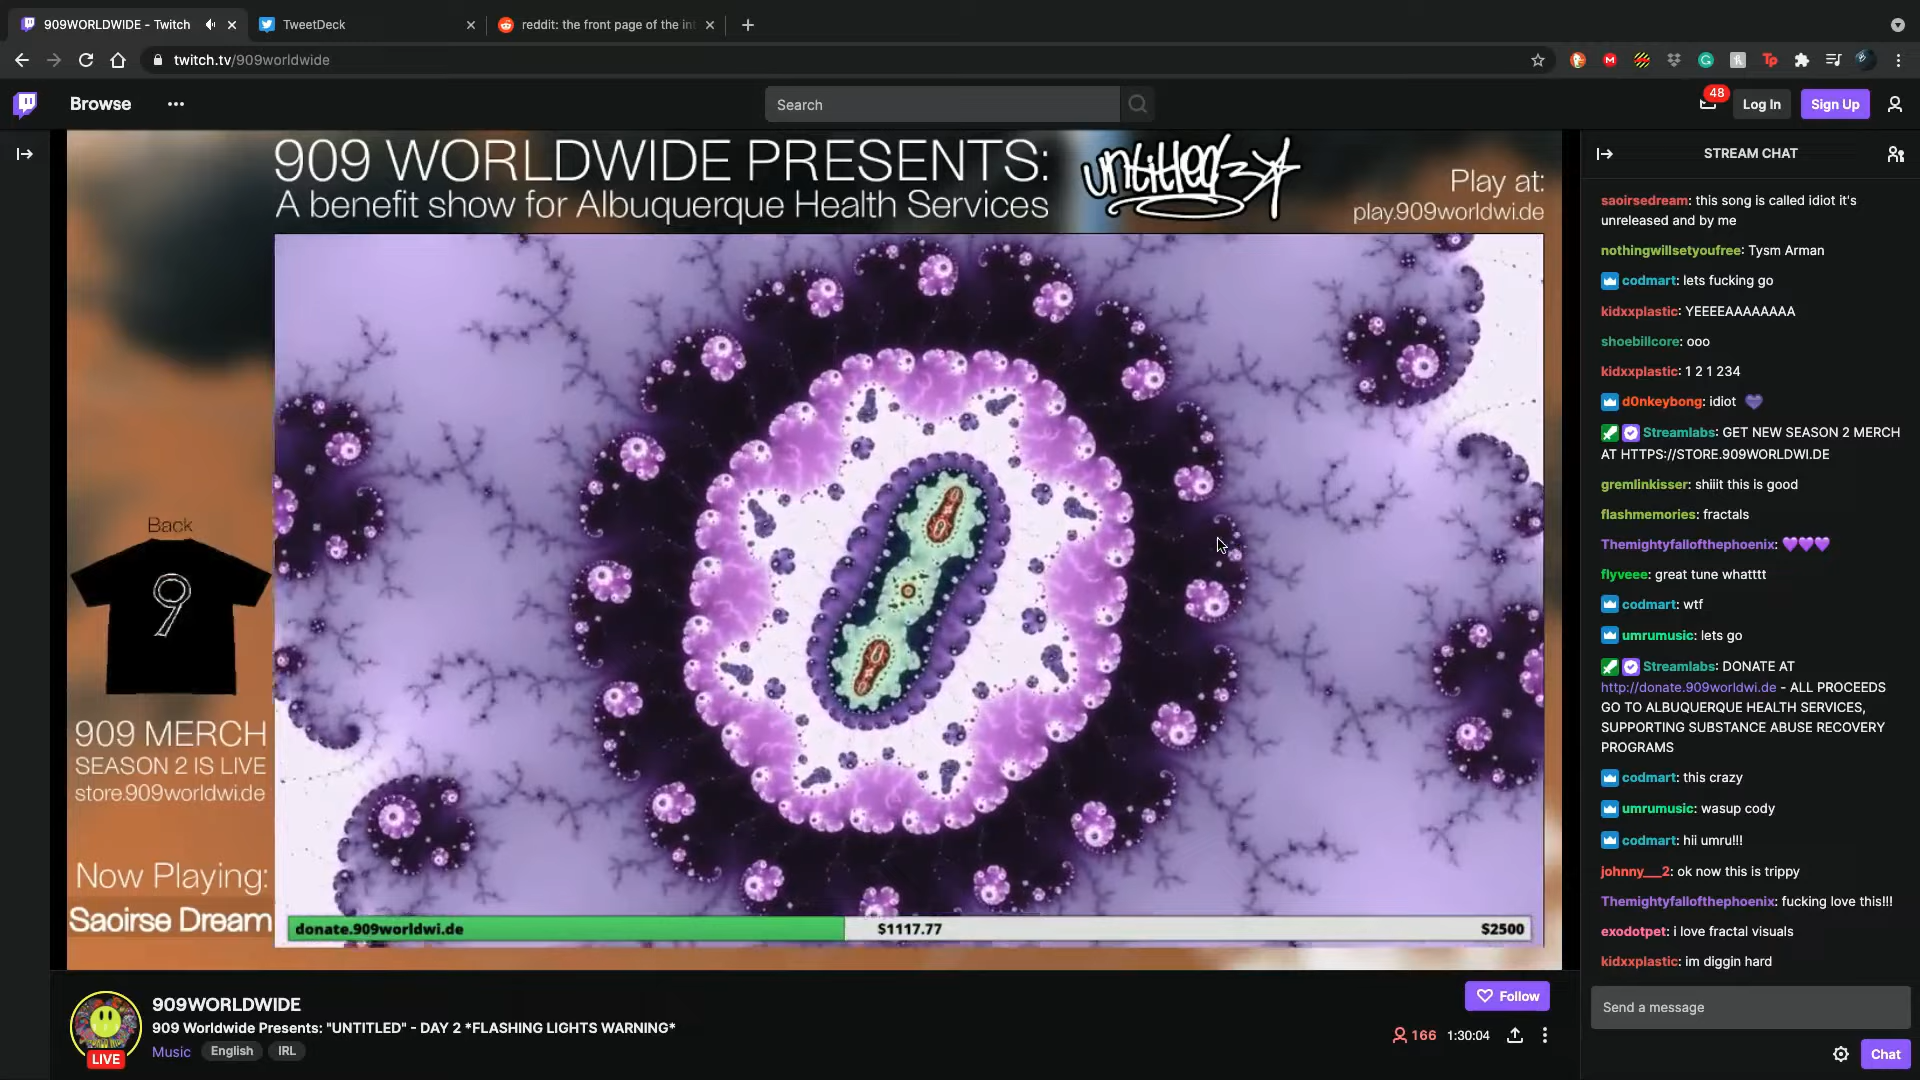 909WORLDWIDE - Twitch
TweetDeck
reddit: the front page of the int
twitch.tv/909worldwide
Browse
Search
48
Log In
Sign Up
909 WORLDWIDE PRESENTS:
untitled
A benefit show for Albuquerque Health Services
Play at:
play.909worldwi.de
Back
9
909 MERCH
SEASON 2 IS LIVE
store.909worldwi.de
Now Playing:
Saoirse Dream
donate.909worldwi.de
$1117.77
$2500
LIVE
909WORLDWIDE
909 Worldwide Presents: "UNTITLED" - DAY 2 *FLASHING LIGHTS WARNING*
Music
English
IRL
Follow
166
1:30:04
STREAM CHAT
saoirsedream: this song is called idiot it's
unreleased and by me
nothingwillsetyoufree: Tysm Arman
codmart: lets fucking go
kidxxplastic: YEEEEAAAAAAAA
shoebillcore: ooo
kidxxplastic: 1 2 1 234
d0nkeybong: idiot 💜
Streamlabs: GET NEW SEASON 2 MERCH
AT HTTPS://STORE.909WORLDWI.DE
gremlinkisser: shiiit this is good
flashmemories: fractals
Themightyfallofthephoenix: 💜💜💜
flyveee: great tune whatttt
codmart: wtf
umrumusic: lets go
Streamlabs: DONATE AT
http://donate.909worldwi.de - ALL PROCEEDS
GO TO ALBUQUERQUE HEALTH SERVICES,
SUPPORTING SUBSTANCE ABUSE RECOVERY
PROGRAMS
codmart: this crazy
umrumusic: wasup cody
codmart: hii umru!!!
johnny___2: ok now this is trippy
Themightyfallofthephoenix: fucking love this!!!
exodotpet: i love fractal visuals
kidxxplastic: im diggin hard
Send a message
Chat